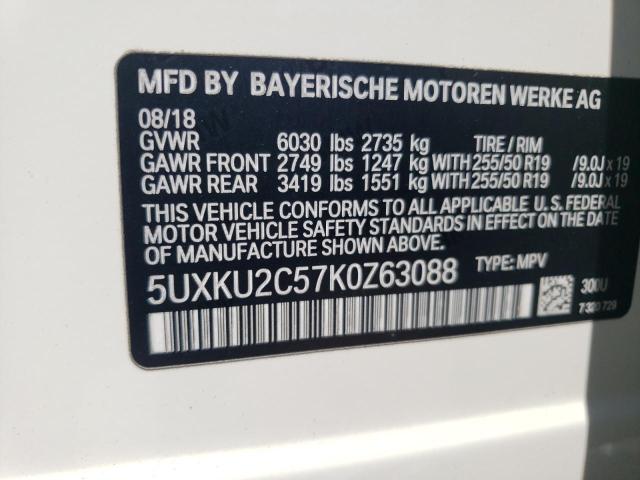 MFD BY BAYERISCHE MOTOREN WERKE AG
08/18
GVWR 6030 lbs 2735 kg TIRE / RIM
GAWR FRONT 2749 lbs 1247 kg WITH 255/50 R19 /9.0J x 19
GAWR REAR 3419 lbs 1551 kg WITH 255/50 R19 /9.0J x 19
THIS VEHICLE CONFORMS TO ALL APPLICABLE U.S. FEDERAL
MOTOR VEHICLE SAFETY STANDARDS IN EFFECT ON THE DATE
OF MANUFACTURE SHOWN ABOVE.
5UXKU2C57K0Z63088 TYPE: MPV
300U
7320729